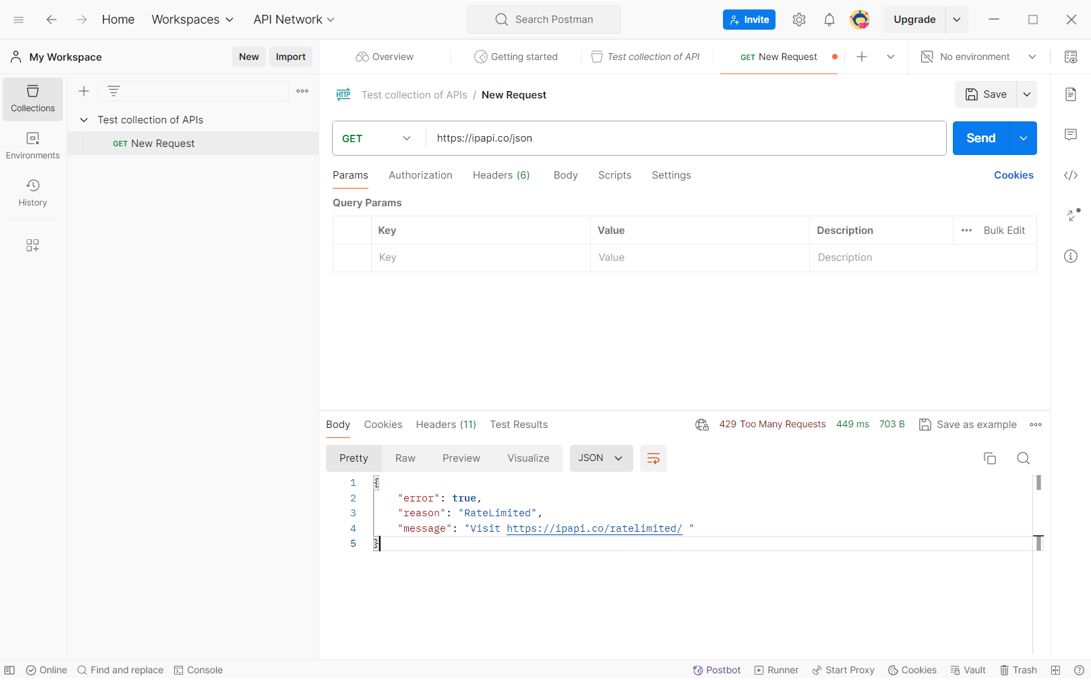 Home
Workspaces
API Network
Search Postman
Invite
Upgrade
My Workspace
New
Import
Overview
Getting started
Test collection of APIs
GET New Request
No environment
Collections
Environments
History
Test collection of APIs
GET New Request
HTTP
Test collection of APIs / New Request
Save
GET
https://ipapi.co/json
Send
Params
Authorization
Headers (6)
Body
Scripts
Settings
Cookies
Query Params
Key
Value
Description
Bulk Edit
Key
Value
Description
Body
Cookies
Headers (11)
Test Results
429 Too Many Requests
449 ms
703 B
Save as example
Pretty
Raw
Preview
Visualize
JSON
1 {
2 "error": true,
3 "reason": "RateLimited",
4 "message": "Visit https://ipapi.co/ratelimited/ "
5 }
Online
Find and replace
Console
Postbot
Runner
Start Proxy
Cookies
Vault
Trash